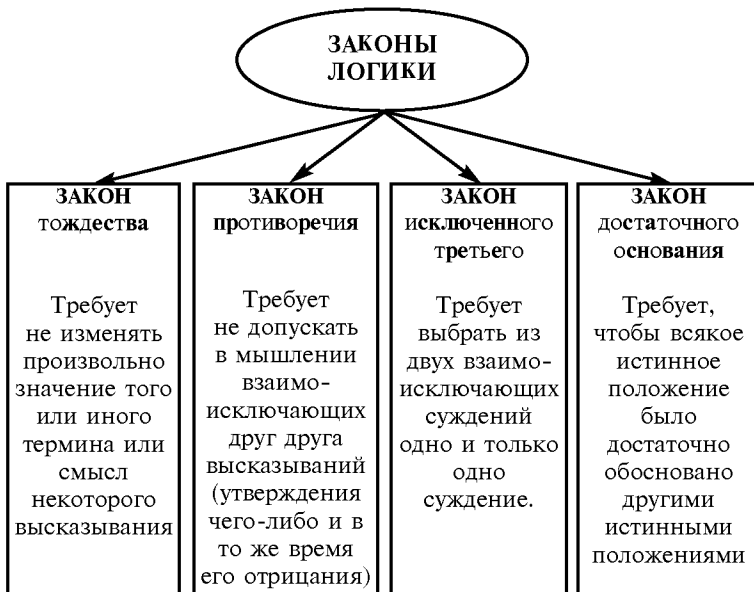 ЗАКОНЫ
ЛОГИКИ
ЗАКОН
тождества
Требует
не изменять
произвольно
значение того
или иного
термина или
смысл
некоторого
высказывания
ЗАКОН
противоречия
Требует
не допускать
в мышлении
взаимо-
исключающих
друг друга
высказываний
(утверждения
чего-либо и в
то же время
его отрицания)
ЗАКОН
исключенного
третьего
Требует
выбрать из
двух взаимо-
исключающих
суждений
одно и только
одно
суждение.
ЗАКОН
достаточного
основания
Требует,
чтобы всякое
истинное
положение
было
достаточно
обосновано
другими
истинными
положениями